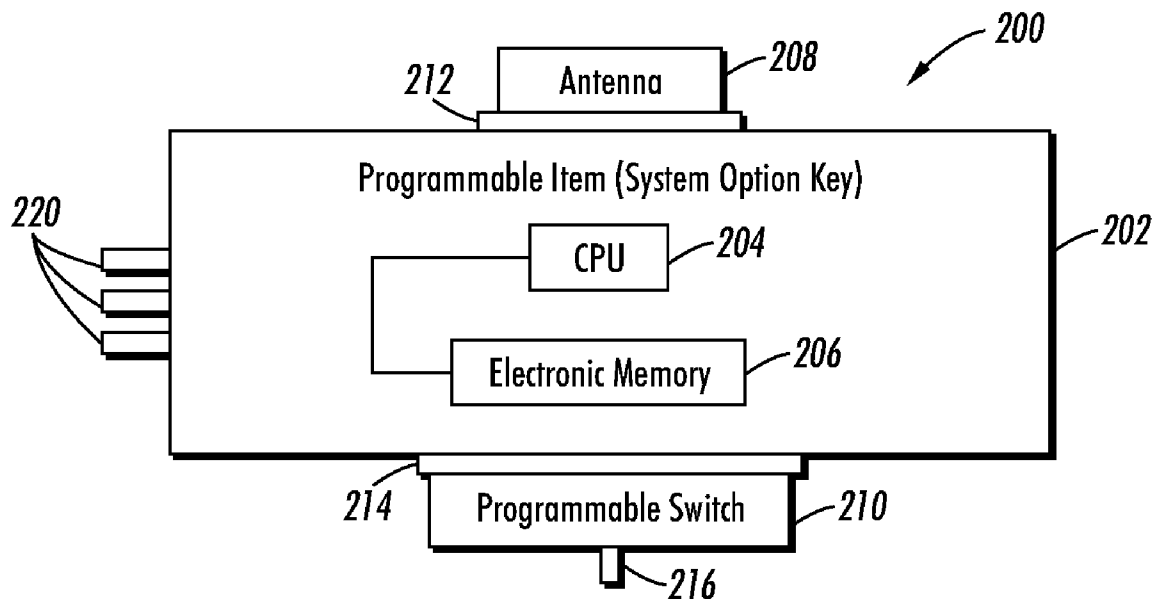 200
Antenna
208
212
Programmable Item (System Option Key)
220
CPU
204
202
Electronic Memory
206
214
Programmable Switch
210
216